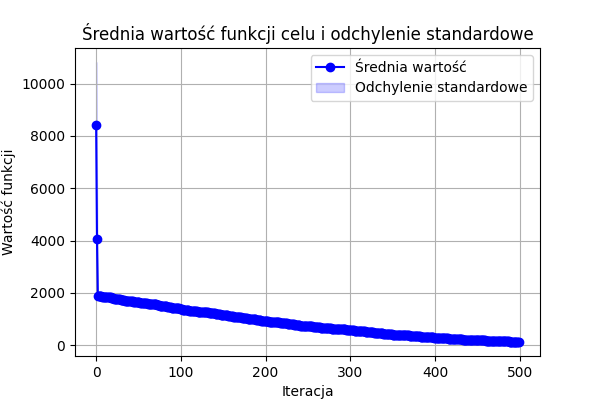 Średnia wartość funkcji celu i odchylenie standardowe
Średnia wartość
Odchylenie standardowe
Wartość funkcji
10000
8000
6000
4000
2000
0
0 100 200 300 400 500
Iteracja